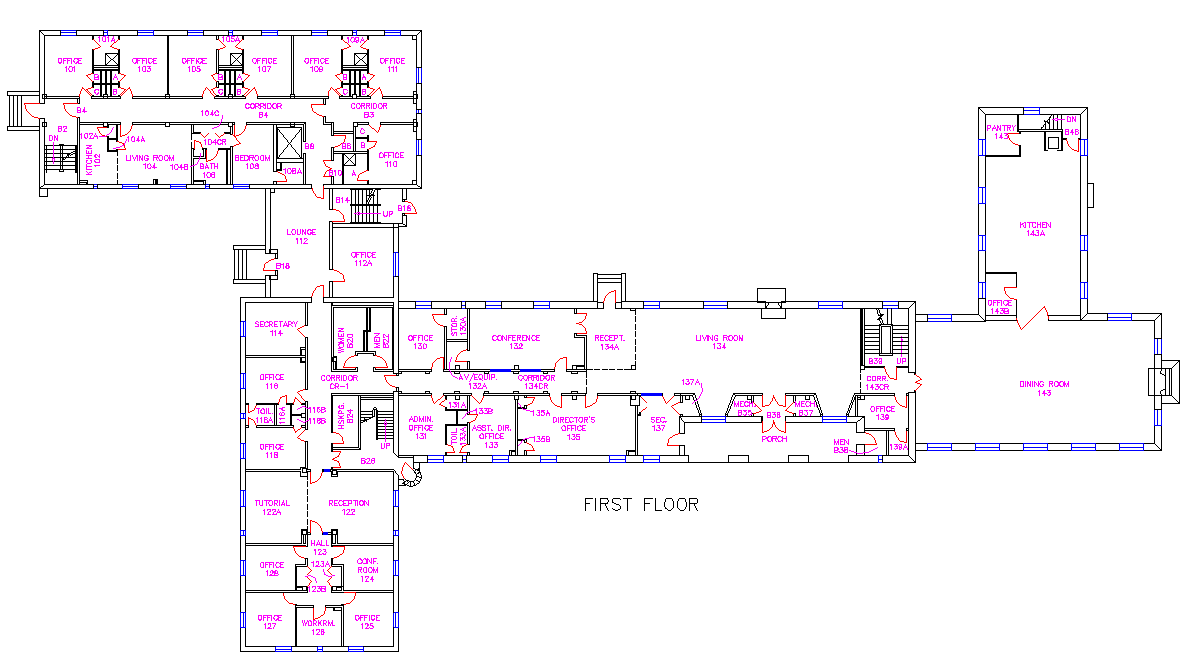 101A
105A
109A
OFFICE
101
OFFICE
103
OFFICE
105
OFFICE
107
OFFICE
109
OFFICE
111
B
A
C
B
B
A
C
B
B
A
C
B
B4
CORRIDOR
B4
CORRIDOR
B3
B2
DN
104C
102A
104A
104CR
KITCHEN
102
LIVING ROOM
104
104B
BATH
106
BEDROOM
108
108A
B8
B6
C
B
B10
A
OFFICE
110
B14
UP
B16
LOUNGE
112
OFFICE
112A
B18
PANTRY
143
DN
B46
KITCHEN
143A
OFFICE
143B
SECRETARY
114
WOMEN
B20
MEN
B22
OFFICE
130
STOR.
130A
CONFERENCE
132
RECEPT.
134A
LIVING ROOM
134
B30
UP
OFFICE
116
CORRIDOR
CR-1
AV/EQUIP.
132A
CORRIDOR
134CR
137A
CORR.
143CR
DINING ROOM
143
TOIL.
116A
116A
116B
118B
HSKPG.
B24
UP
ADMIN.
OFFICE
131
131A
133B
TOIL.
133A
ASST. DIR.
OFFICE
133
135A
135B
DIRECTOR'S
OFFICE
135
SEC.
137
MECH.
B35
B36
MECH.
B37
PORCH
OFFICE
139
MEN
B38
139A
OFFICE
118
B26
TUTORIAL
122A
RECEPTION
122
FIRST FLOOR
HALL
123
OFFICE
128
123A
123B
CONF.
ROOM
124
OFFICE
127
WORKRM.
126
OFFICE
125